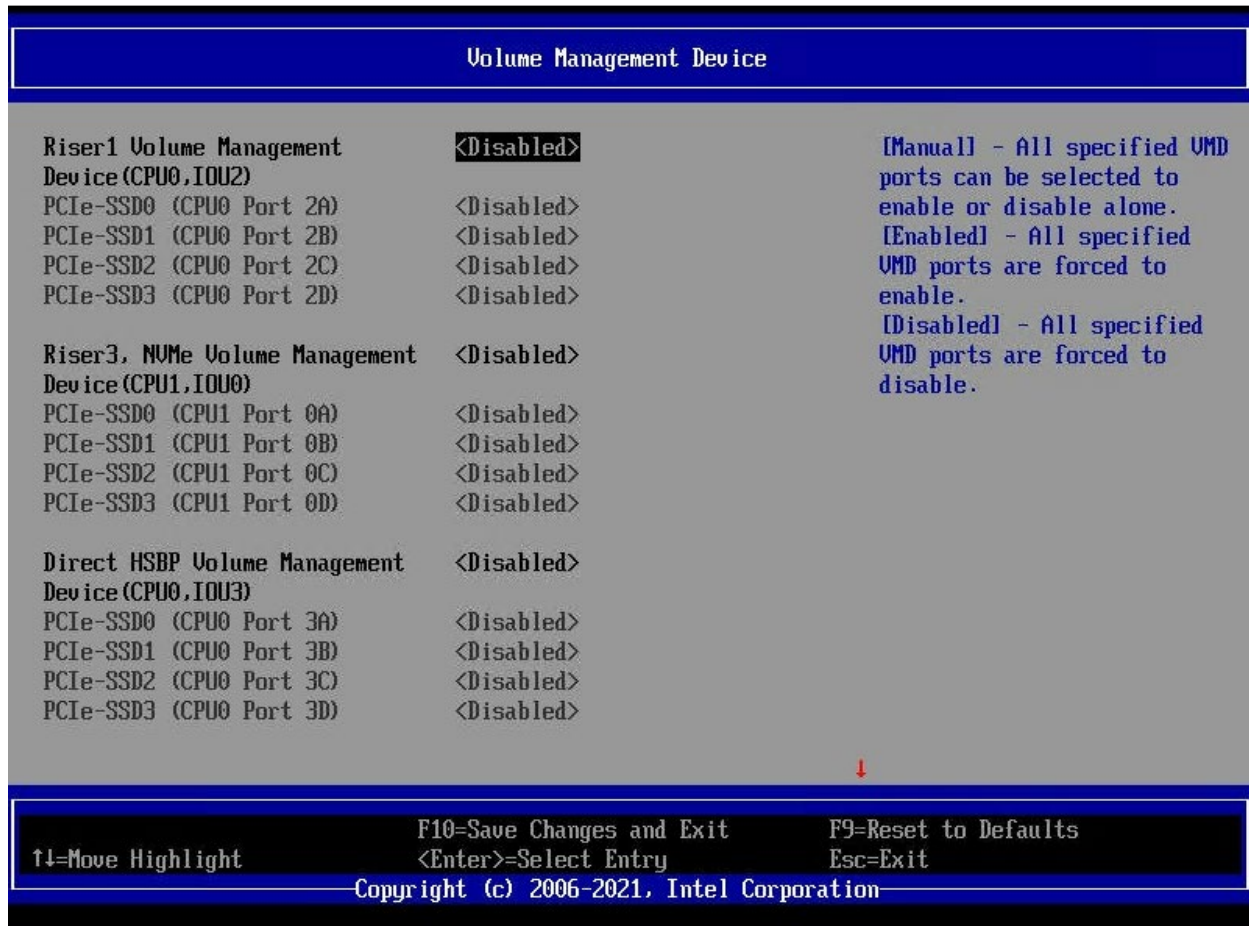 Volume Management Device
Riser1 Volume Management <Disabled>
Device(CPU0,IOU2)
PCIe-SSD0 (CPU0 Port 2A) <Disabled>
PCIe-SSD1 (CPU0 Port 2B) <Disabled>
PCIe-SSD2 (CPU0 Port 2C) <Disabled>
PCIe-SSD3 (CPU0 Port 2D) <Disabled>
Riser3, NVMe Volume Management <Disabled>
Device(CPU1,IOU0)
PCIe-SSD0 (CPU1 Port 0A) <Disabled>
PCIe-SSD1 (CPU1 Port 0B) <Disabled>
PCIe-SSD2 (CPU1 Port 0C) <Disabled>
PCIe-SSD3 (CPU1 Port 0D) <Disabled>
Direct HSBP Volume Management <Disabled>
Device(CPU0,IOU3)
PCIe-SSD0 (CPU0 Port 3A) <Disabled>
PCIe-SSD1 (CPU0 Port 3B) <Disabled>
PCIe-SSD2 (CPU0 Port 3C) <Disabled>
PCIe-SSD3 (CPU0 Port 3D) <Disabled>
[Manual] - All specified VMD
ports can be selected to
enable or disable alone.
[Enabled] - All specified
VMD ports are forced to
enable.
[Disabled] - All specified
VMD ports are forced to
disable.
↓
F10=Save Changes and Exit F9=Reset to Defaults
↑↓=Move Highlight <Enter>=Select Entry Esc=Exit
Copyright (c) 2006-2021, Intel Corporation